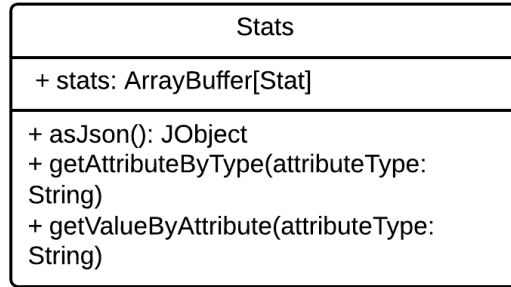 Stats
+ stats: ArrayBuffer[Stat]
+ asJson(): JObject
+ getAttributeByType(attributeType:
String)
+ getValueByAttribute(attributeType:
String)